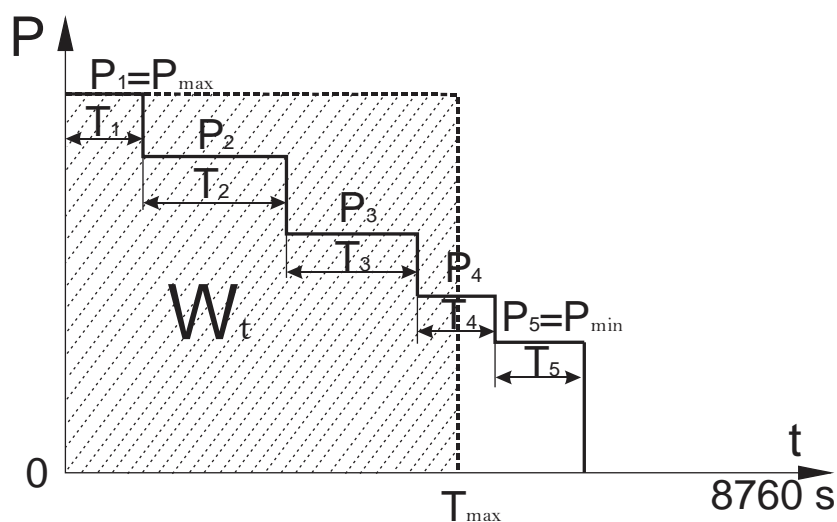 P
P₁=Pmax
T₁
P₂
T₂
P₃
T₃
P₄
Wt
T₄
P₅=Pmin
T₅
t
0
8760 s
Tmax